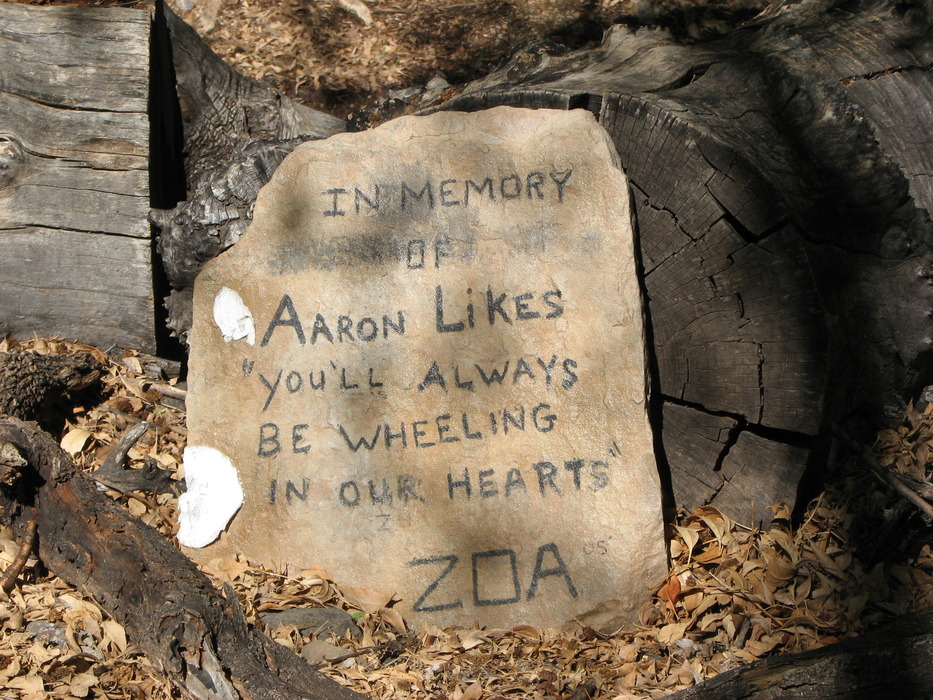 IN MEMORY
OF
AARON LiKES
"YOU'LL ALWAYS
BE WHEELING
IN OUR HEARTS"
ZOA